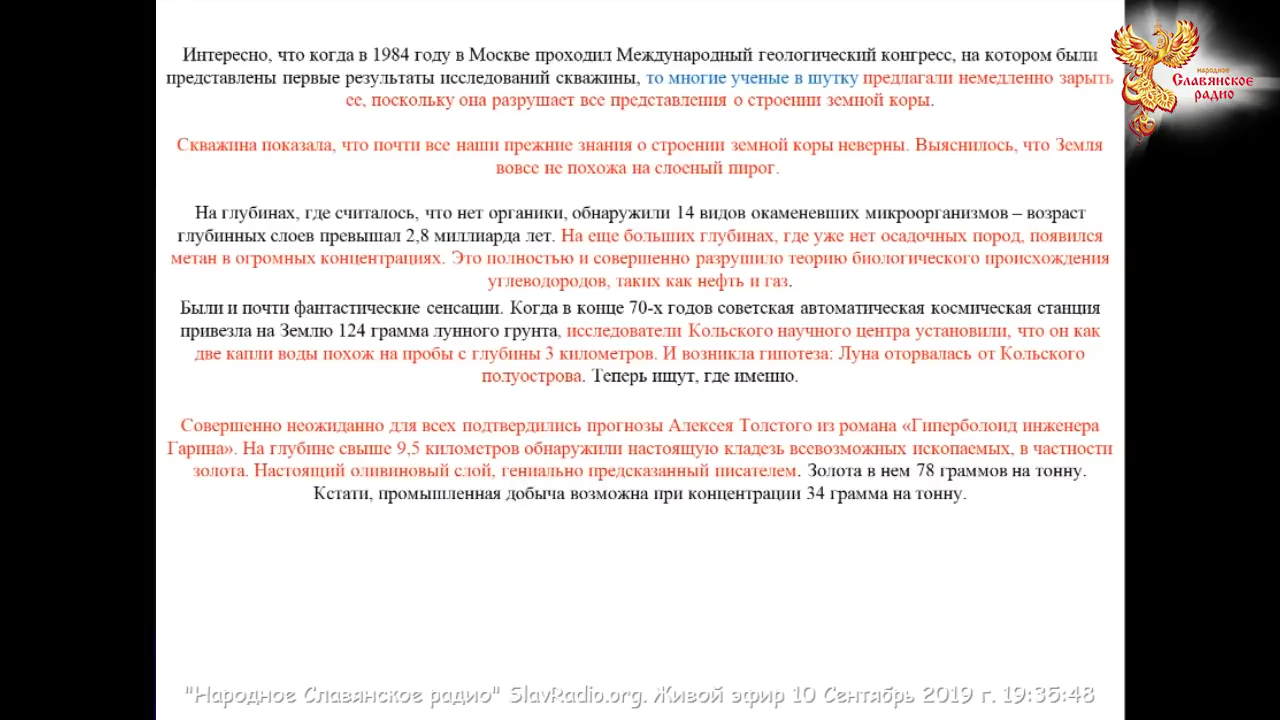 Интересно, что когда в 1984 году в Москве проходил Международный геологический конгресс, на котором были
представлены первые результаты исследований скважины, то многие ученые в шутку предлагали немедленно зарыть
ее, поскольку она разрушает все представления о строении земной коры.
Скважина показала, что почти все наши прежние знания о строении земной коры неверны. Выяснилось, что Земля
вовсе не похожа на слоеный пирог.
На глубинах, где считалось, что нет органики, обнаружили 14 видов окаменевших микроорганизмов – возраст
глубинных слоев превышал 2,8 миллиарда лет. На еще больших глубинах, где уже нет осадочных пород, появился
метан в огромных концентрациях. Это полностью и совершенно разрушило теорию биологического происхождения
углеводородов, таких как нефть и газ.
Были и почти фантастические сенсации. Когда в конце 70-х годов советская автоматическая космическая станция
привезла на Землю 124 грамма лунного грунта, исследователи Кольского научного центра установили, что он как
две капли воды похож на пробы с глубины 3 километров. И возникла гипотеза: Луна оторвалась от Кольского
полуострова. Теперь ищут, где именно.
Совершенно неожиданно для всех подтвердились прогнозы Алексея Толстого из романа «Гиперболоид инженера
Гарина». На глубине свыше 9,5 километров обнаружили настоящую кладезь всевозможных ископаемых, в частности
золота. Настоящий оливиновый слой, гениально предсказанный писателем. Золота в нем 78 граммов на тонну.
Кстати, промышленная добыча возможна при концентрации 34 грамма на тонну.
народное
Славянское
радио
"Народное Славянское радио" SlavRadio.org. Живой эфир 10 Сентябрь 2019 г. 19:35:48